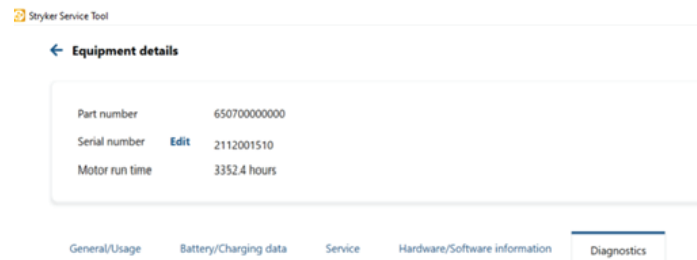 Stryker Service Tool
← Equipment details
Part number 650700000000
Serial number Edit 2112001510
Motor run time 3352.4 hours
General/Usage Battery/Charging data Service Hardware/Software information Diagnostics